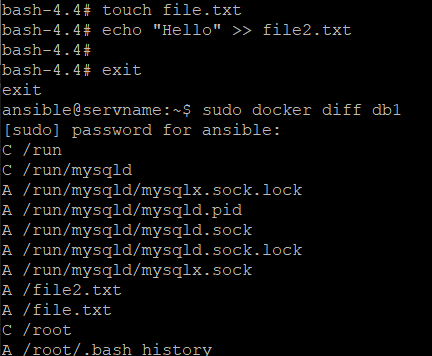 bash-4.4# touch file.txt
bash-4.4# echo "Hello" >> file2.txt
bash-4.4#
bash-4.4# exit
exit
ansible@servname:~$ sudo docker diff db1
[sudo] password for ansible:
C /run
C /run/mysqld
A /run/mysqld/mysqlx.sock.lock
A /run/mysqld/mysqld.pid
A /run/mysqld/mysqld.sock
A /run/mysqld/mysqld.sock.lock
A /run/mysqld/mysqlx.sock
A /file2.txt
A /file.txt
C /root
A /root/.bash_history